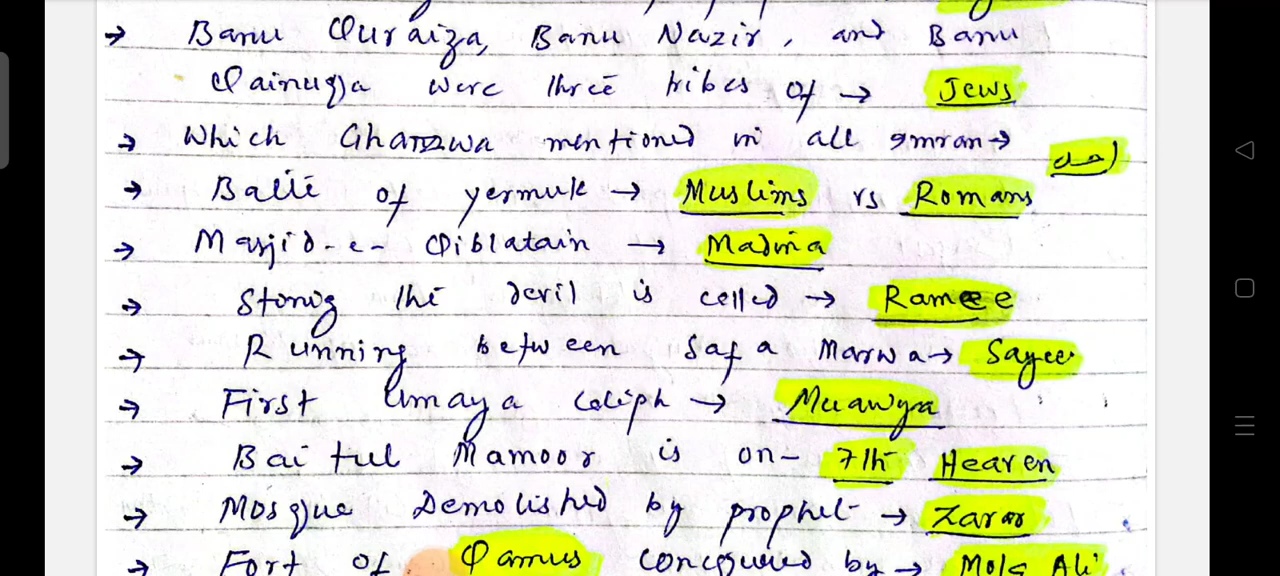 → Banu Quraiza, Banu Nazir, and Banu
Qainuqa were three tribes of → Jews
→ Which Ghazwa mentioned in all Imran → احد
→ Battle of yermuk → Muslims vs Romans
→ Masjid-e-Qiblatain → Madina
→ Stonig the devil is celled → Ramee
→ Running between Safa Marwa → Sayee
→ First Umaya caliph → Muawya
→ Baitul Mamoor is on - 7th Heaven
→ Mosque Demolished by prophet → Zarar
→ Fort of Qamus conquured by → Mola Ali